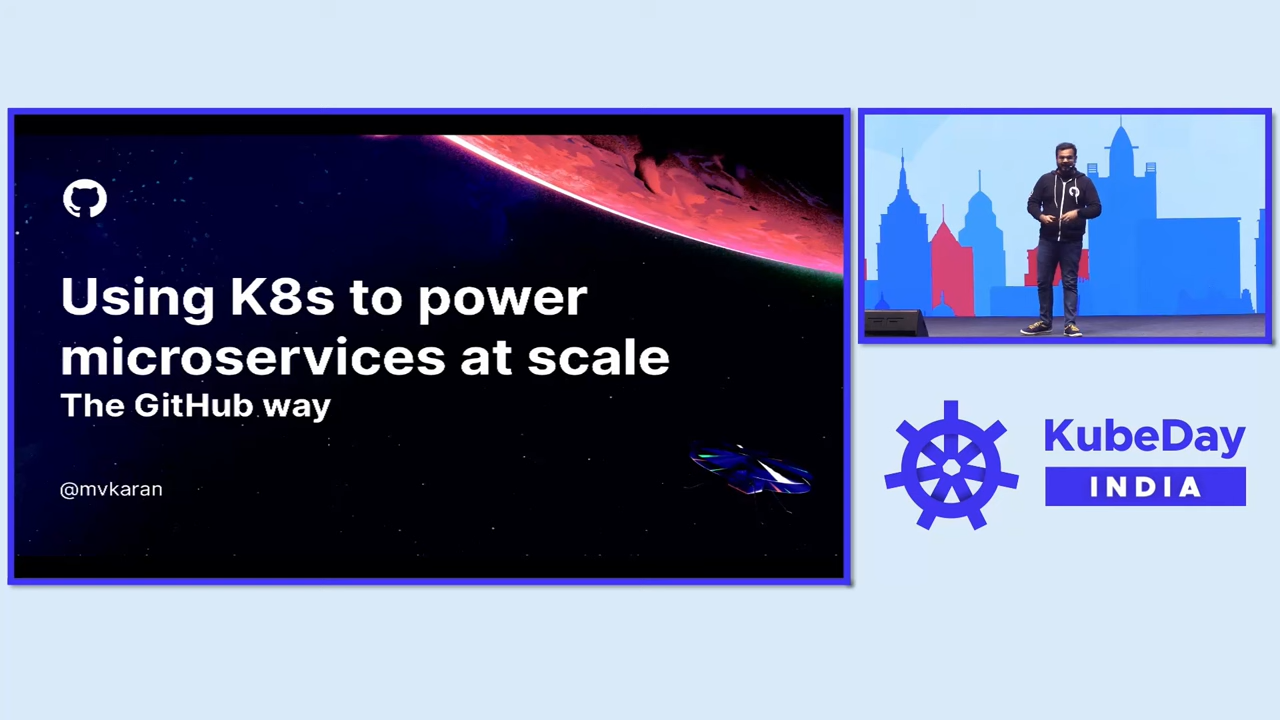 Using K8s to power
microservices at scale
The GitHub way
@mvkaran
KubeDay
INDIA